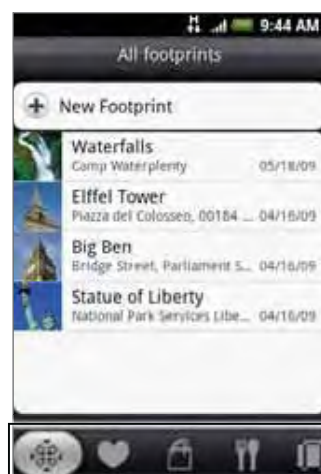 9:44 AM
All footprints
New Footprint
Waterfalls
Camp Waterplenty 05/18/09
Eiffel Tower
Piazza del Colosseo, 00184 ... 04/16/09
Big Ben
Bridge Street, Parliament S... 04/16/09
Statue of Liberty
National Park Services Libe... 04/16/09